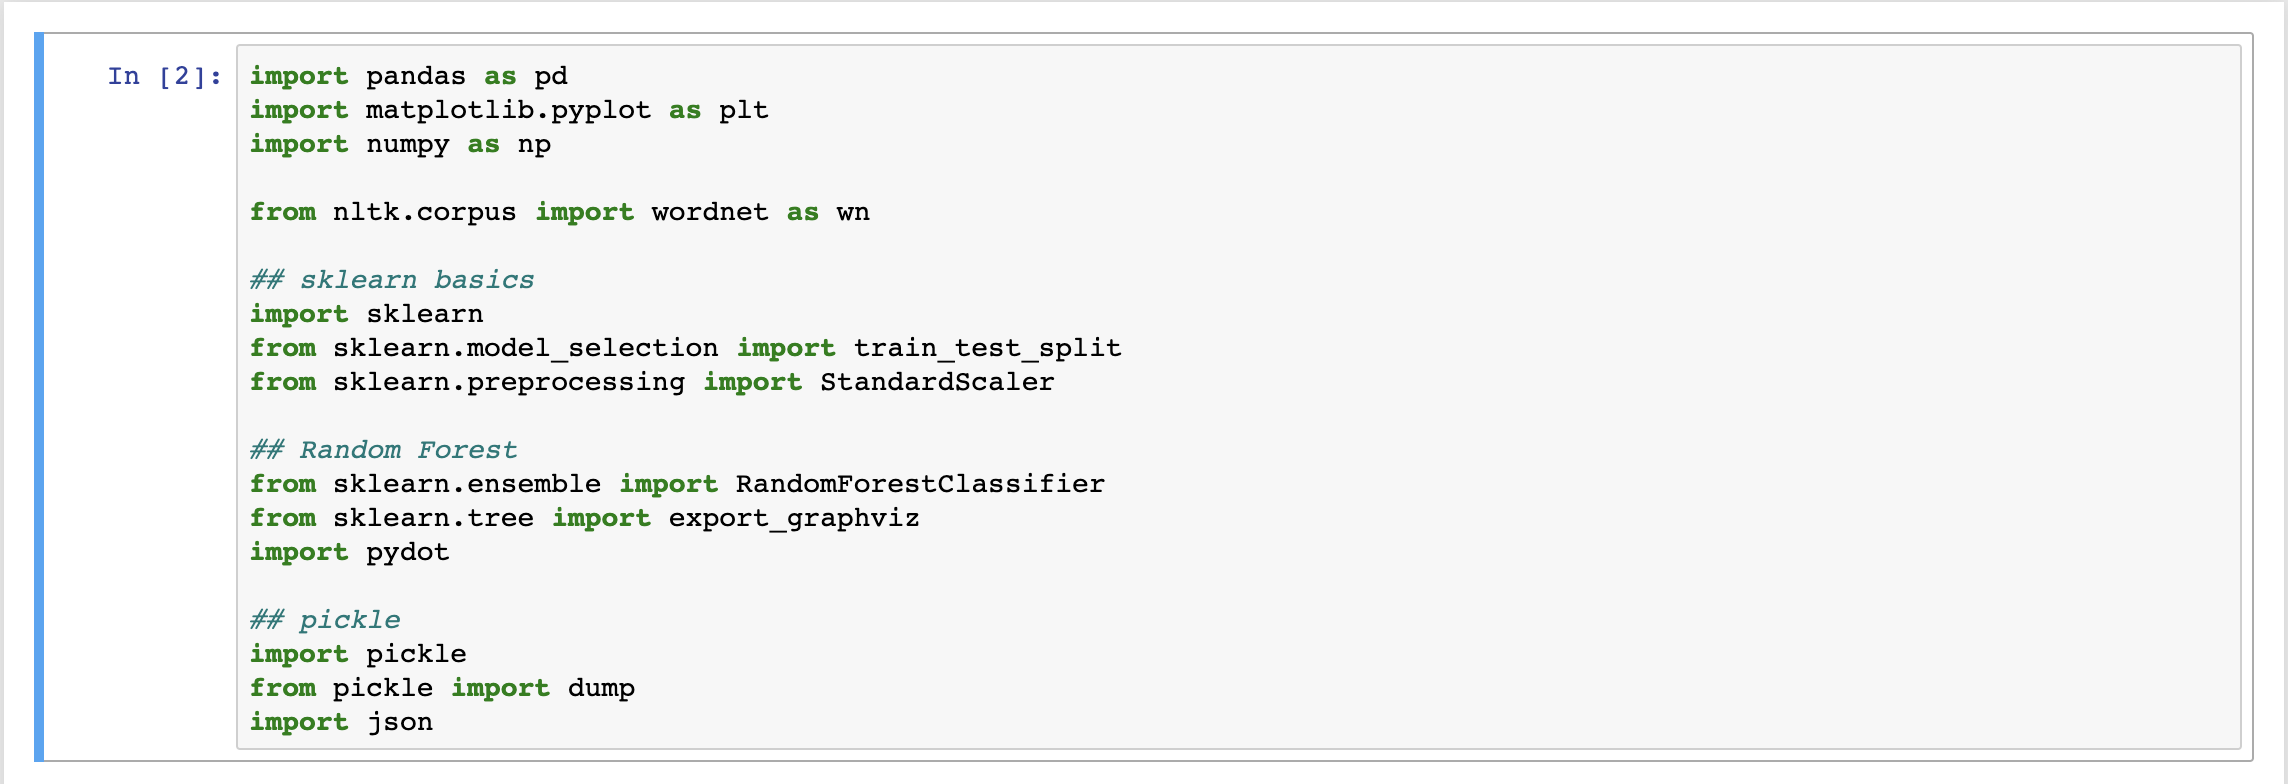 In [2]: import pandas as pd
import matplotlib.pyplot as plt
import numpy as np
from nltk.corpus import wordnet as wn
## sklearn basics
import sklearn
from sklearn.model_selection import train_test_split
from sklearn.preprocessing import StandardScaler
## Random Forest
from sklearn.ensemble import RandomForestClassifier
from sklearn.tree import export_graphviz
import pydot
## pickle
import pickle
from pickle import dump
import json